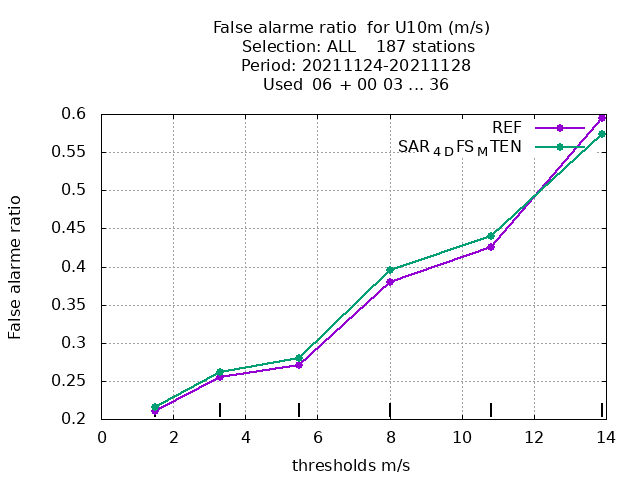 False alarme ratio  for U10m (m/s)
Selection: ALL    187 stations
Period: 20211124-20211128
Used  06 + 00 03 ... 36
0.6
0.55
0.5
0.45
0.4
0.35
0.3
0.25
0.2
False alarme ratio
REF
SAR4DFSMTEN
0 2 4 6 8 10 12 14
thresholds m/s